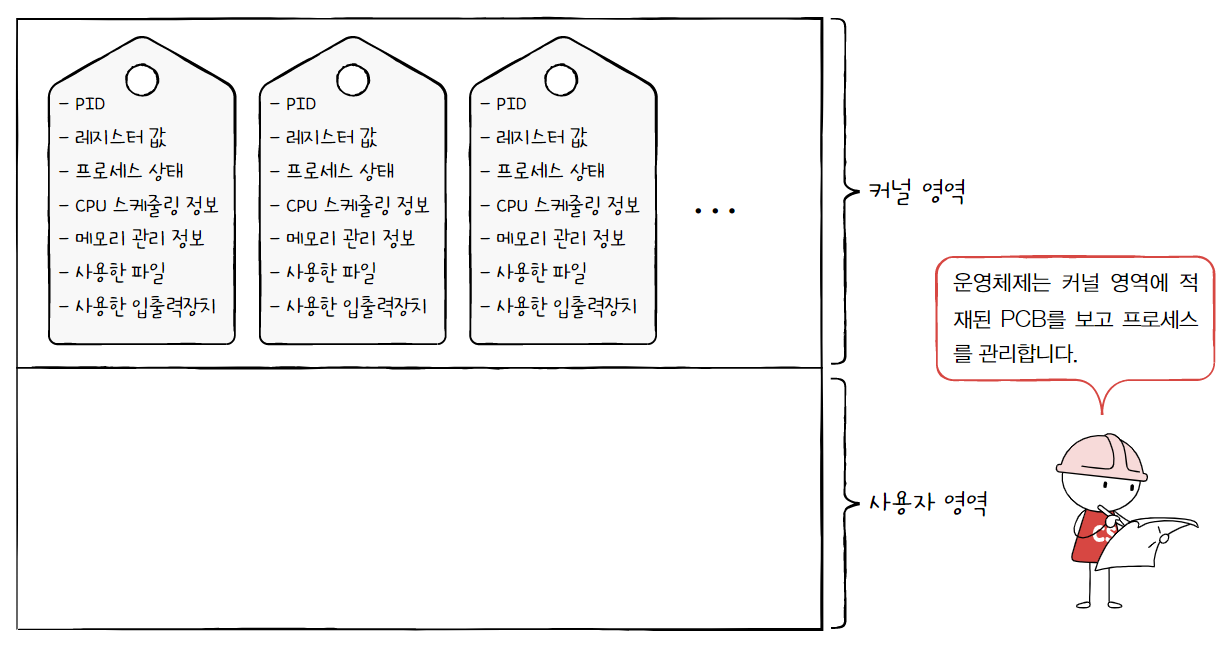 - PID
- 레지스터 값
- 프로세스 상태
- CPU 스케줄링 정보
- 메모리 관리 정보
- 사용한 파일
- 사용한 입출력장치
- PID
- 레지스터 값
- 프로세스 상태
- CPU 스케줄링 정보
- 메모리 관리 정보
- 사용한 파일
- 사용한 입출력장치
- PID
- 레지스터 값
- 프로세스 상태
- CPU 스케줄링 정보
- 메모리 관리 정보
- 사용한 파일
- 사용한 입출력장치
...
커널 영역
운영체제는 커널 영역에 적
재된 PCB를 보고 프로세스
를 관리합니다.
사용자 영역
CS